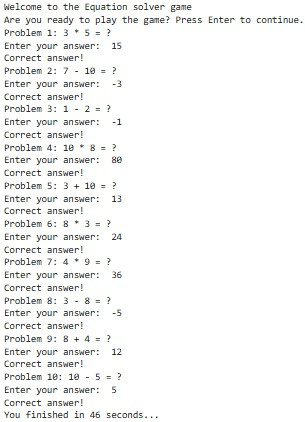 Welcome to the Equation solver game
Are you ready to play the game? Press Enter to continue.
Problem 1: 3 * 5 = ?
Enter your answer:  15
Correct answer!
Problem 2: 7 - 10 = ?
Enter your answer:  -3
Correct answer!
Problem 3: 1 - 2 = ?
Enter your answer:  -1
Correct answer!
Problem 4: 10 * 8 = ?
Enter your answer:  80
Correct answer!
Problem 5: 3 + 10 = ?
Enter your answer:  13
Correct answer!
Problem 6: 8 * 3 = ?
Enter your answer:  24
Correct answer!
Problem 7: 4 * 9 = ?
Enter your answer:  36
Correct answer!
Problem 8: 3 - 8 = ?
Enter your answer:  -5
Correct answer!
Problem 9: 8 + 4 = ?
Enter your answer:  12
Correct answer!
Problem 10: 10 - 5 = ?
Enter your answer:  5
Correct answer!
You finished in 46 seconds...